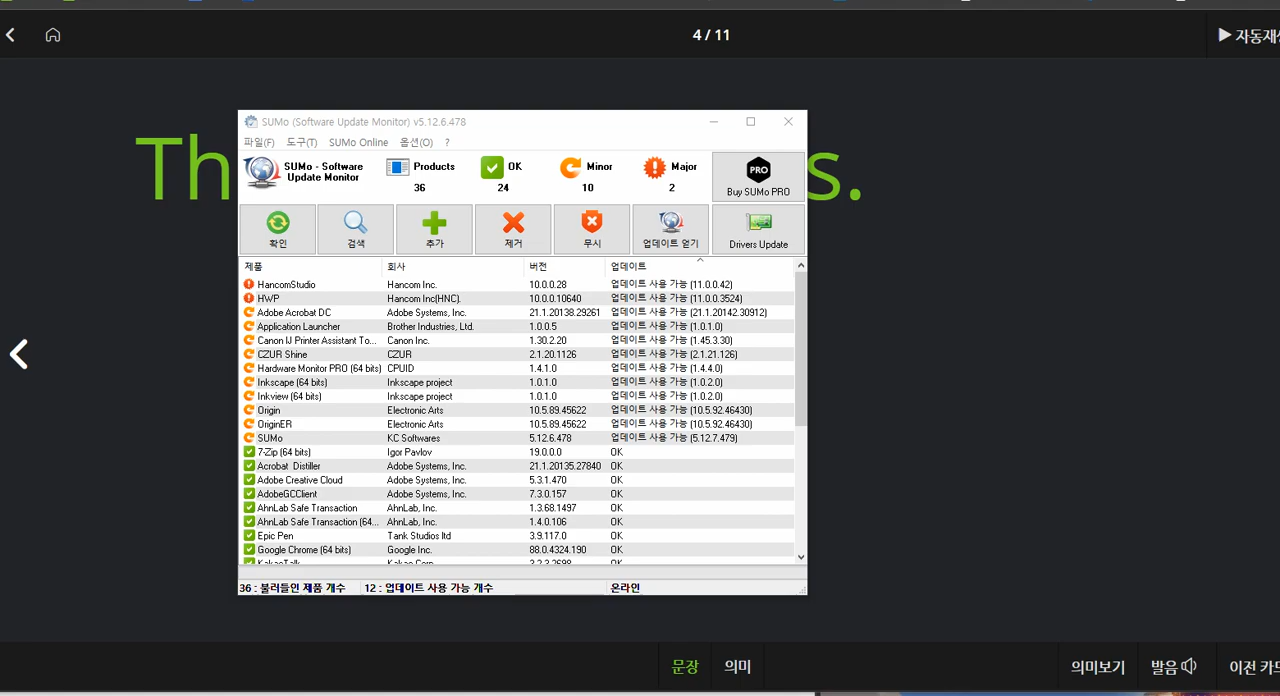 4 / 11
▶ 자동재생
Th
s.
SUMo (Software Update Monitor) v5.12.6.478
파일(F) 도구(T) SUMo Online 옵션(O) ?
SUMo - Software
Update Monitor
Products
36
OK
24
Minor
10
Major
2
PRO
Buy SUMo PRO
확인 검색 추가 제거 무시 업데이트 얻기 Drivers Update
제품 회사 버전 업데이트
HancomStudio Hancom Inc. 10.0.0.28 업데이트 사용 가능 (11.0.0.42)
HWP Hancom Inc(HNC). 10.0.0.10640 업데이트 사용 가능 (11.0.0.3524)
Adobe Acrobat DC Adobe Systems, Inc. 21.1.20138.29261 업데이트 사용 가능 (21.1.20142.30912)
Application Launcher Brother Industries, Ltd. 1.0.0.5 업데이트 사용 가능 (1.0.1.0)
Canon IJ Printer Assistant To... Canon Inc. 1.30.2.20 업데이트 사용 가능 (1.45.3.30)
CZUR Shine CZUR 2.1.20.1126 업데이트 사용 가능 (2.1.21.126)
Hardware Monitor PRO (64 bits) CPUID 1.4.1.0 업데이트 사용 가능 (1.4.4.0)
Inkscape (64 bits) Inkscape project 1.0.1.0 업데이트 사용 가능 (1.0.2.0)
Inkview (64 bits) Inkscape project 1.0.1.0 업데이트 사용 가능 (1.0.2.0)
Origin Electronic Arts 10.5.89.45622 업데이트 사용 가능 (10.5.92.46430)
OriginER Electronic Arts 10.5.89.45622 업데이트 사용 가능 (10.5.92.46430)
SUMo KC Softwares 5.12.6.478 업데이트 사용 가능 (5.12.7.479)
7-Zip (64 bits) Igor Pavlov 19.0.0.0 OK
Acrobat Distiller Adobe Systems, Inc. 21.1.20135.27840 OK
Adobe Creative Cloud Adobe Systems, Inc. 5.3.1.470 OK
AdobeGCClient Adobe Systems, Inc. 7.3.0.157 OK
AhnLab Safe Transaction AhnLab, Inc. 1.3.68.1497 OK
AhnLab Safe Transaction (64... AhnLab, Inc. 1.4.0.106 OK
Epic Pen Tank Studios ltd 3.9.117.0 OK
Google Chrome (64 bits) Google Inc. 88.0.4324.190 OK
KakaoTalk Kakao Corp. 3.2.3.2698 OK
36 : 불러들인 제품 개수 12 : 업데이트 사용 가능 개수 온라인
문장 의미 의미보기 발음 이전 카드